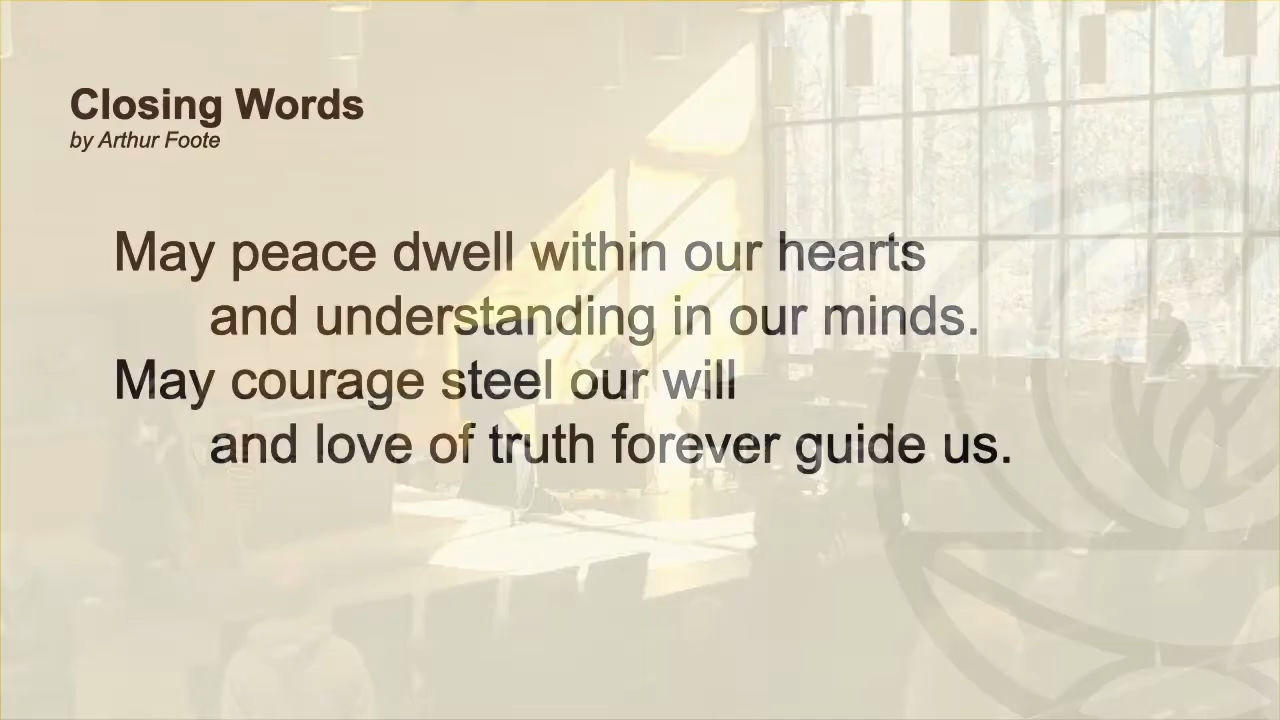 Closing Words
by Arthur Foote
May peace dwell within our hearts
and understanding in our minds.
May courage steel our will
and love of truth forever guide us.